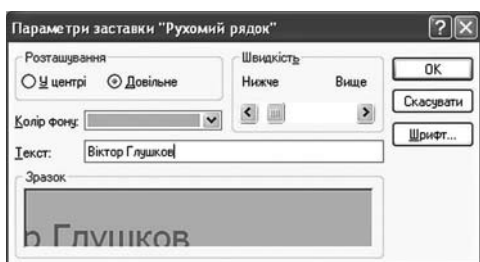 Параметри заставки "Рухомий рядок"
Розташування
У центрі Довільне
Швидкість
Нижче Вище
OK
Скасувати
Шрифт...
Колір фону:
Текст: Віктор Глушков
Зразок
р Глушков